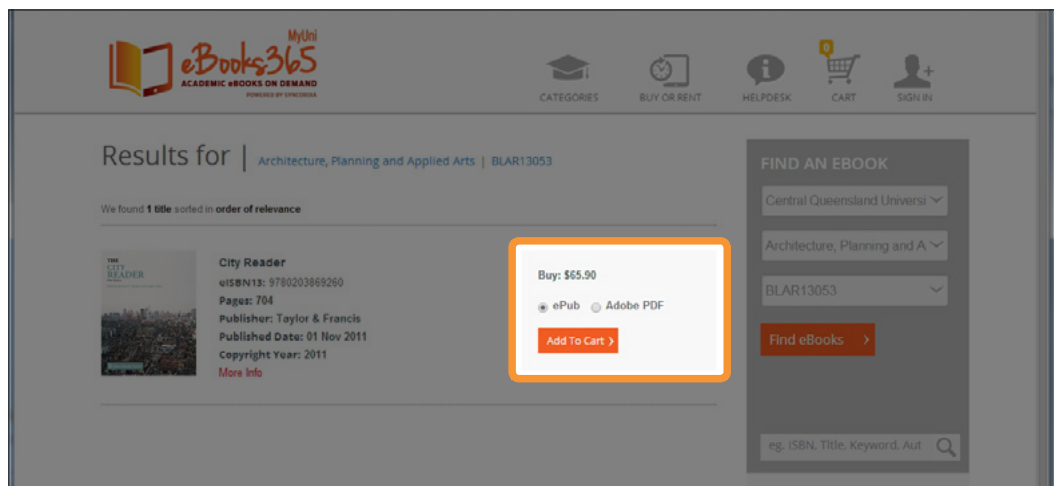 MyUni
eBooks365
ACADEMIC eBOOKS ON DEMAND
CATEGORIES
BUY OR RENT
HELPDESK
0
CART
SIGN IN
Results for | Architecture, Planning and Applied Arts | BLAR13053
We found 1 title sorted in order of relevance
THE
CITY
READER
City Reader
eISBN13: 9780203869260
Pages: 704
Publisher: Taylor & Francis
Published Date: 01 Nov 2011
Copyright Year: 2011
More Info
Buy: $65.90
ePub
Adobe PDF
Add To Cart
FIND AN EBOOK
Central Queensland Universi
Architecture, Planning and A
BLAR13053
Find eBooks
eg. ISBN, Title, Keyword, Aut